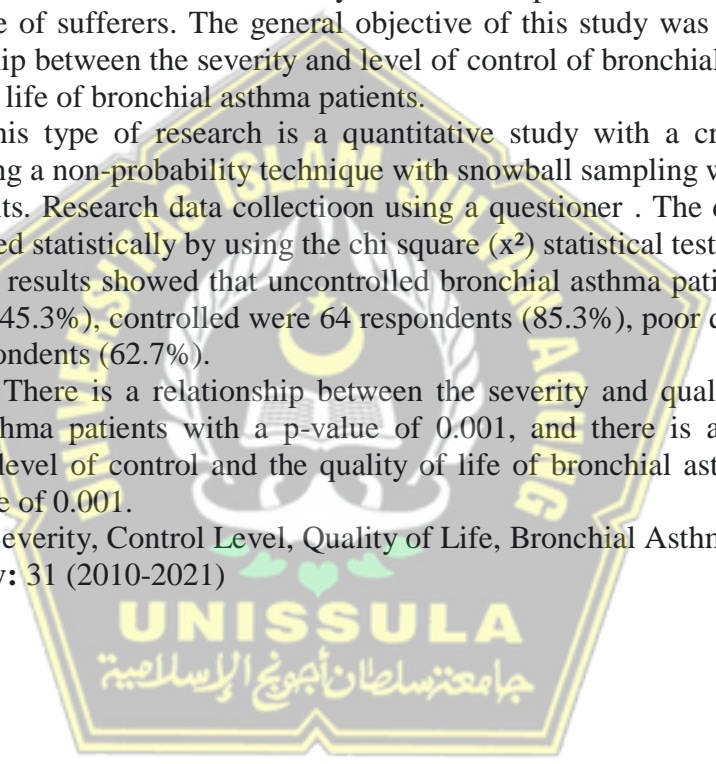 e of sufferers. The general objective of this study was
ip between the severity and level of control of bronchial
life of bronchial asthma patients.
his type of research is a quantitative study with a cr
ng a non-probability technique with snowball sampling w
ts. Research data collectioon using a questioner . The
ed statistically by using the chi square (x²) statistical test
results showed that uncontrolled bronchial asthma pati
45.3%), controlled were 64 respondents (85.3%), poor
ondents (62.7%).
There is a relationship between the severity and qual
hma patients with a p-value of 0.001, and there is a
level of control and the quality of life of bronchial ast
e of 0.001.
everity, Control Level, Quality of Life, Bronchial Asthm
y: 31 (2010-2021)
UNIVERSITAS ISLAM SULTAN AGUNG
UNISSULA
جامعنسلطان أجونج الإسلامية